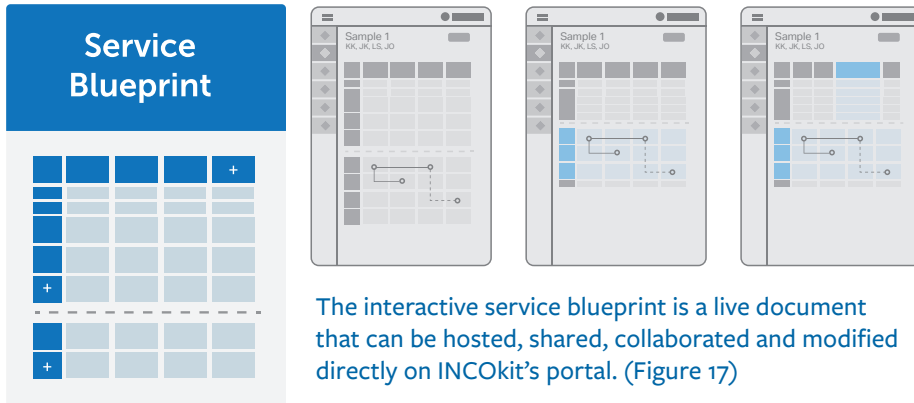 Service
Blueprint
+
+
+
Sample 1
KK, JK, LS, JO
Sample 1
KK, JK, LS, JO
Sample 1
KK, JK, LS, JO
The interactive service blueprint is a live document
that can be hosted, shared, collaborated and modified
directly on INCOkit’s portal. (Figure 17)